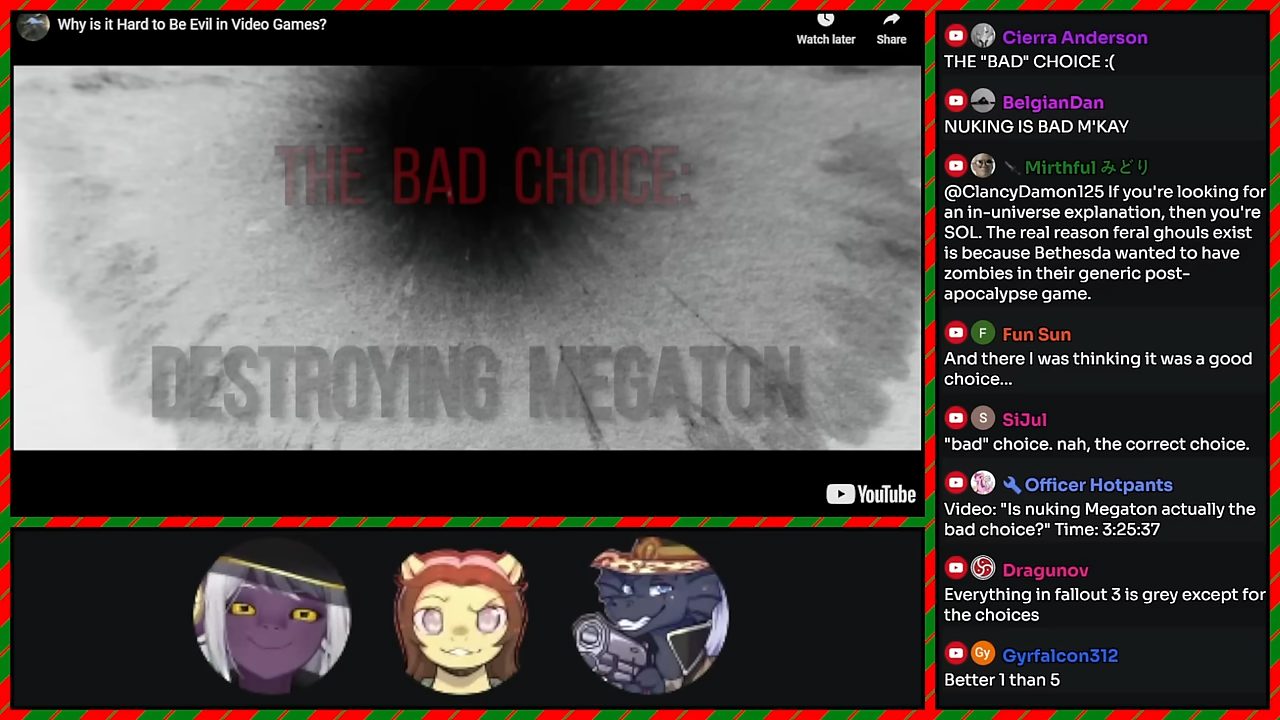 Why is it Hard to Be Evil in Video Games?
Watch later
Share
THE BAD CHOICE:
DESTROYING MEGATON
YouTube
Cierra Anderson
THE "BAD" CHOICE :(
BelgianDan
NUKING IS BAD M'KAY
Mirthful みどり
@ClancyDamon125 If you're looking for
an in-universe explanation, then you're
SOL. The real reason feral ghouls exist
is because Bethesda wanted to have
zombies in their generic post-
apocalypse game.
F
Fun Sun
And there I was thinking it was a good
choice...
S
SiJul
"bad" choice. nah, the correct choice.
Officer Hotpants
Video: "Is nuking Megaton actually the
bad choice?" Time: 3:25:37
Dragunov
Everything in fallout 3 is grey except for
the choices
Gy
Gyrfalcon312
Better 1 than 5